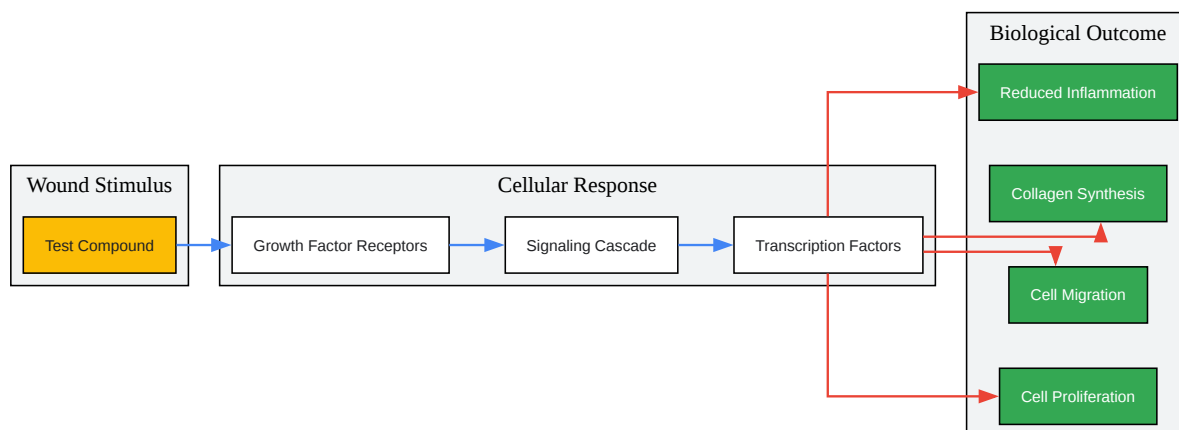 Wound Stimulus
Test Compound
Cellular Response
Growth Factor Receptors
Signaling Cascade
Transcription Factors
Biological Outcome
Reduced Inflammation
Collagen Synthesis
Cell Migration
Cell Proliferation